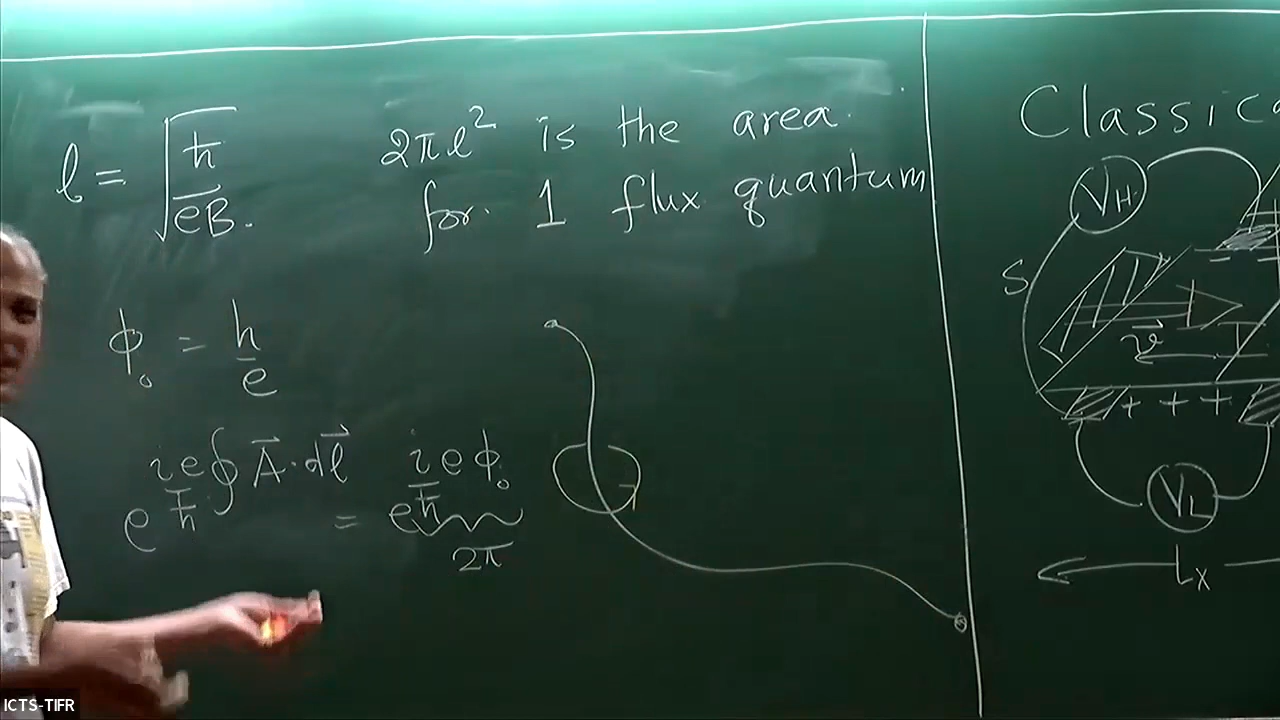 l = √ħ/eB.
2πl² is the area
for 1 flux quantum
ϕ₀ = h/e
e^{ie/ħ ∮ A⃗·dl⃗} = e^{ieϕ₀/ħ}
2π
Classica
V_H
S
I
v⃗
+ + +
V_L
L_x
ICTS-TIFR